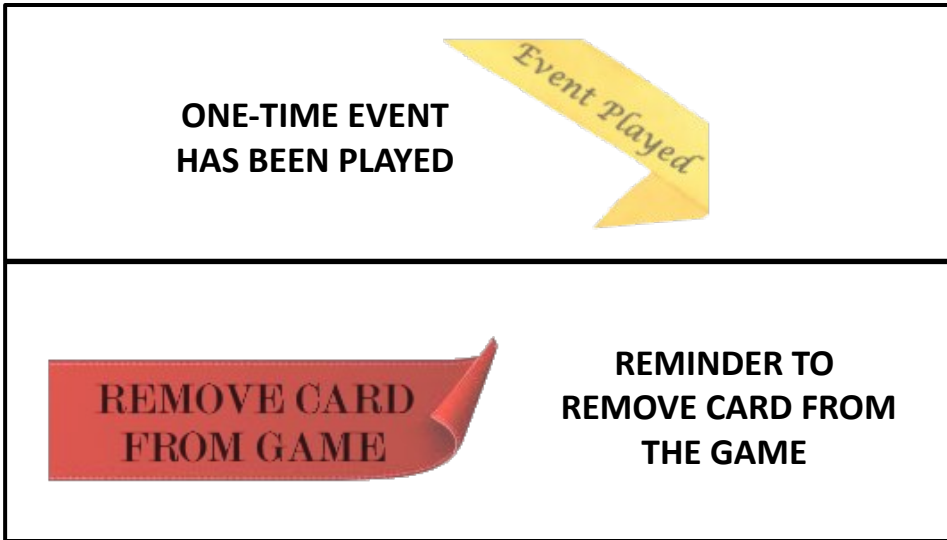 ONE-TIME EVENT
HAS BEEN PLAYED
Event Played
REMOVE CARD
FROM GAME
REMINDER TO
REMOVE CARD FROM
THE GAME